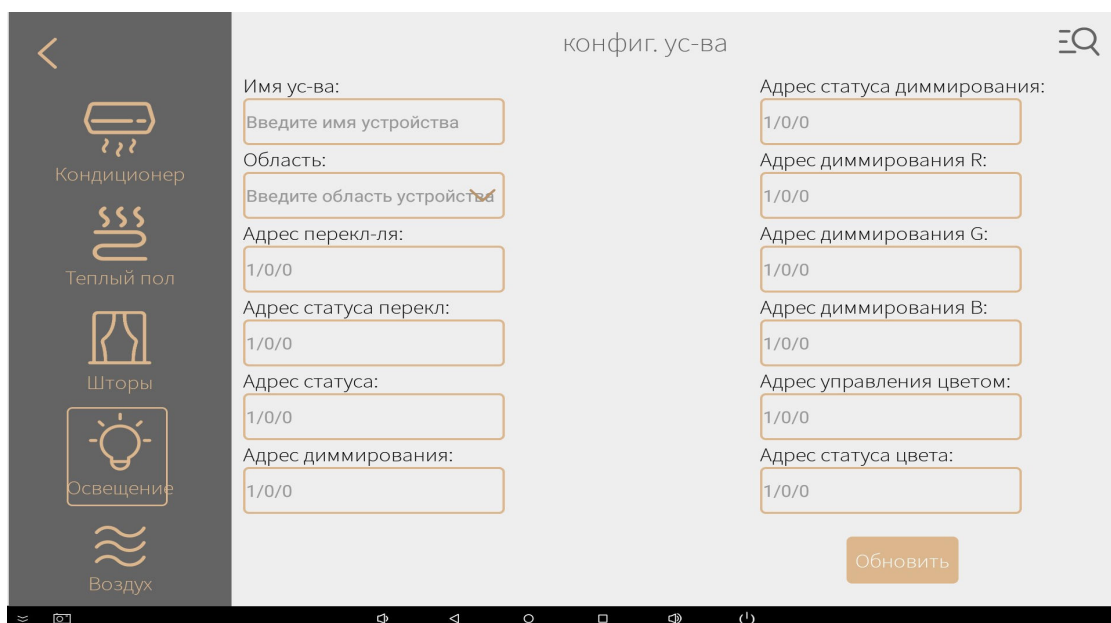 конфиг. ус-ва
Кондиционер
Теплый пол
Шторы
Освещение
Воздух
Имя ус-ва:
Введите имя устройства
Область:
Введите область устройства
Адрес перекл-ля:
1/0/0
Адрес статуса перекл:
1/0/0
Адрес статуса:
1/0/0
Адрес диммирования:
1/0/0
Адрес статуса диммирования:
1/0/0
Адрес диммирования R:
1/0/0
Адрес диммирования G:
1/0/0
Адрес диммирования B:
1/0/0
Адрес управления цветом:
1/0/0
Адрес статуса цвета:
1/0/0
Обновить